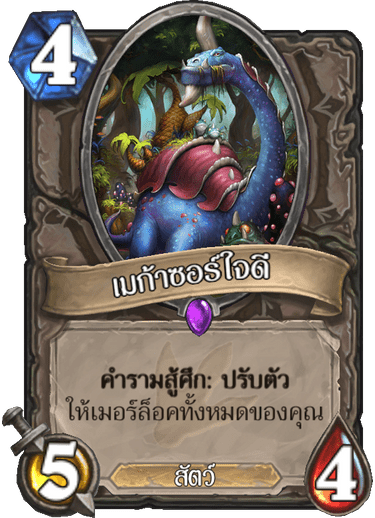 4
เมก้าซอร์ใจดี
คำรามสู้ศึก: ปรับตัว
ให้เมอร์ล็อคทั้งหมดของคุณ
5
สัตว์
4